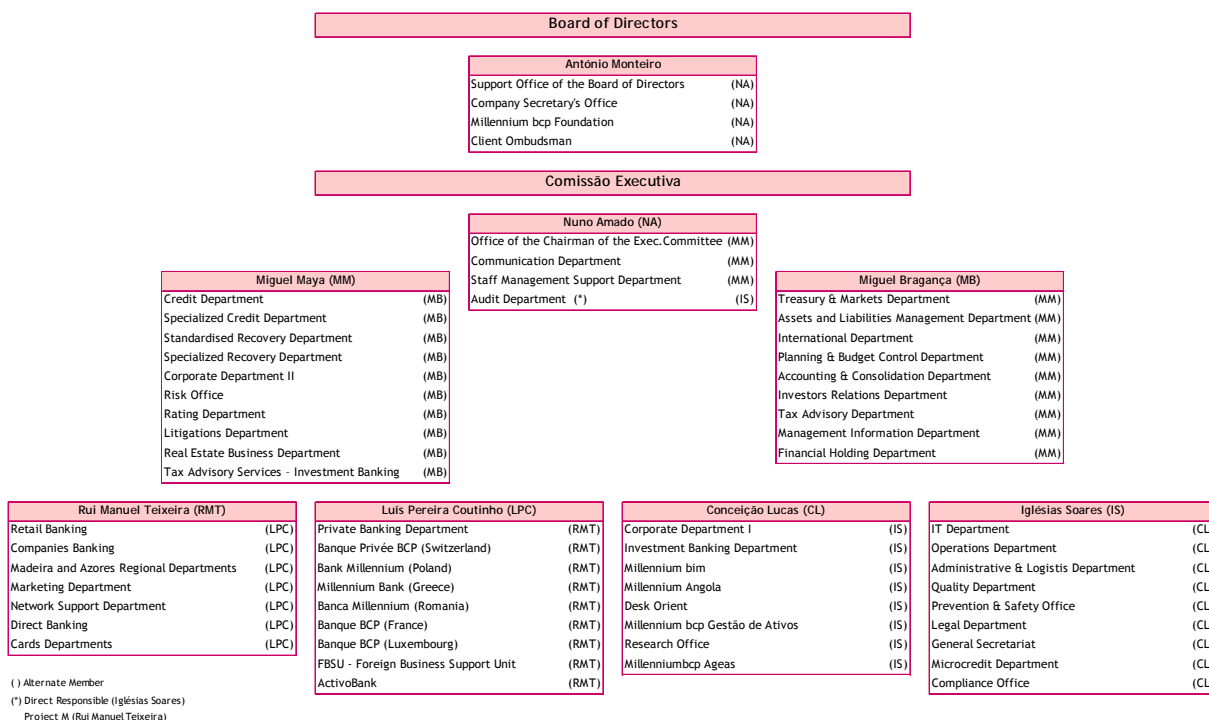 Board of Directors
António Monteiro
Support Office of the Board of Directors (NA)
Company Secretary's Office (NA)
Millennium bcp Foundation (NA)
Client Ombudsman (NA)
Comissão Executiva
Nuno Amado (NA)
Office of the Chairman of the Exec.Committee (MM)
Communication Department (MM)
Staff Management Support Department (MM)
Audit Department (*) (IS)
Miguel Maya (MM)
Credit Department (MB)
Specialized Credit Department (MB)
Standardised Recovery Department (MB)
Specialized Recovery Department (MB)
Corporate Department II (MB)
Risk Office (MB)
Rating Department (MB)
Litigations Department (MB)
Real Estate Business Department (MB)
Tax Advisory Services - Investment Banking (MB)
Miguel Bragança (MB)
Treasury & Markets Department (MM)
Assets and Liabilities Management Department (MM)
International Department (MM)
Planning & Budget Control Department (MM)
Accounting & Consolidation Department (MM)
Investors Relations Department (MM)
Tax Advisory Department (MM)
Management Information Department (MM)
Financial Holding Department (MM)
Rui Manuel Teixeira (RMT)
Retail Banking (LPC)
Companies Banking (LPC)
Madeira and Azores Regional Departments (LPC)
Marketing Department (LPC)
Network Support Department (LPC)
Direct Banking (LPC)
Cards Departments (LPC)
Luís Pereira Coutinho (LPC)
Private Banking Department (RMT)
Banque Privée BCP (Switzerland) (RMT)
Bank Millennium (Poland) (RMT)
Millennium Bank (Greece) (RMT)
Banca Millennium (Romania) (RMT)
Banque BCP (France) (RMT)
Banque BCP (Luxembourg) (RMT)
FBSU - Foreign Business Support Unit (RMT)
ActivoBank (RMT)
Conceição Lucas (CL)
Corporate Department I (IS)
Investment Banking Department (IS)
Millennium bim (IS)
Millennium Angola (IS)
Desk Orient (IS)
Millennium bcp Gestão de Ativos (IS)
Research Office (IS)
Millenniumbcp Ageas (IS)
Iglésias Soares (IS)
IT Department (CL
Operations Department (CL
Administrative & Logistis Department (CL
Quality Department (CL
Prevention & Safety Office (CL
Legal Department (CL
General Secretariat (CL
Microcredit Department (CL
Compliance Office (CL
( ) Alternate Member
(*) Direct Responsible (Iglésias Soares)
Project M (Rui Manuel Teixeira)